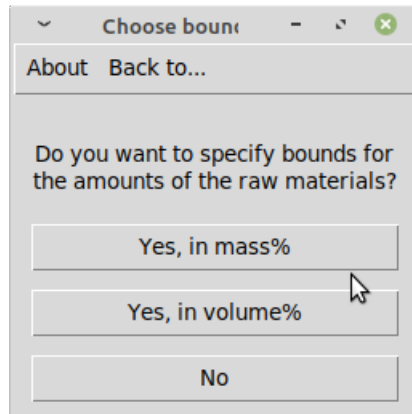 Choose bound
About Back to...
Do you want to specify bounds for
the amounts of the raw materials?
Yes, in mass%
Yes, in volume%
No